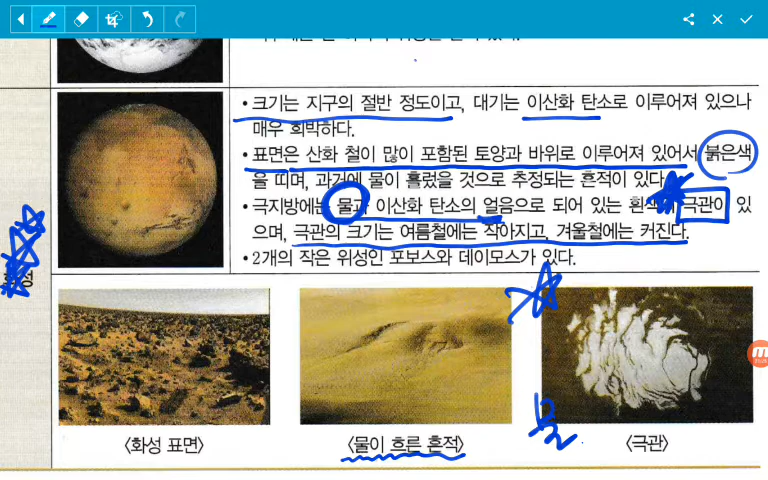 • 크기는 지구의 절반 정도이고, 대기는 이산화 탄소로 이루어져 있으나
매우 희박하다.
• 표면은 산화 철이 많이 포함된 토양과 바위로 이루어져 있어서 붉은색
을 띠며, 과거에 물이 흘렀을 것으로 추정되는 흔적이 있다.
• 극지방에는 물과 이산화 탄소의 얼음으로 되어 있는 흰색의 극관이 있
으며, 극관의 크기는 여름철에는 작아지고, 겨울철에는 커진다.
• 2개의 작은 위성인 포보스와 데이모스가 있다.
화성
〈화성 표면〉
〈물이 흐른 흔적〉
〈극관〉